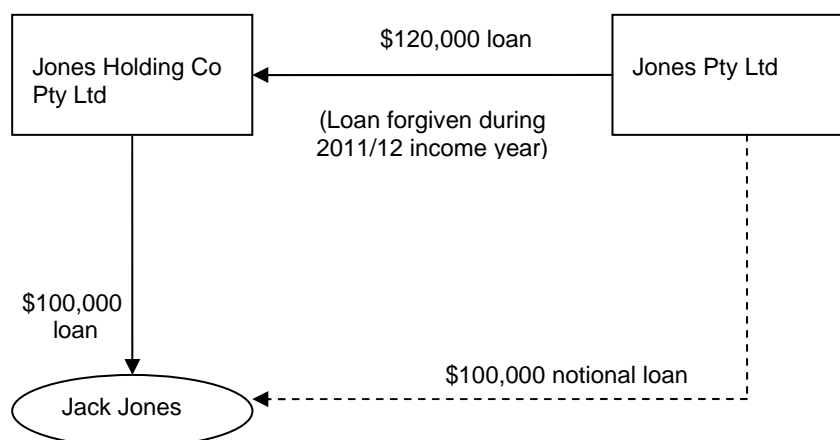 $120,000 loan
Jones Holding Co
Pty Ltd
Jones Pty Ltd
(Loan forgiven during
2011/12 income year)
$100,000
loan
$100,000 notional loan
Jack Jones